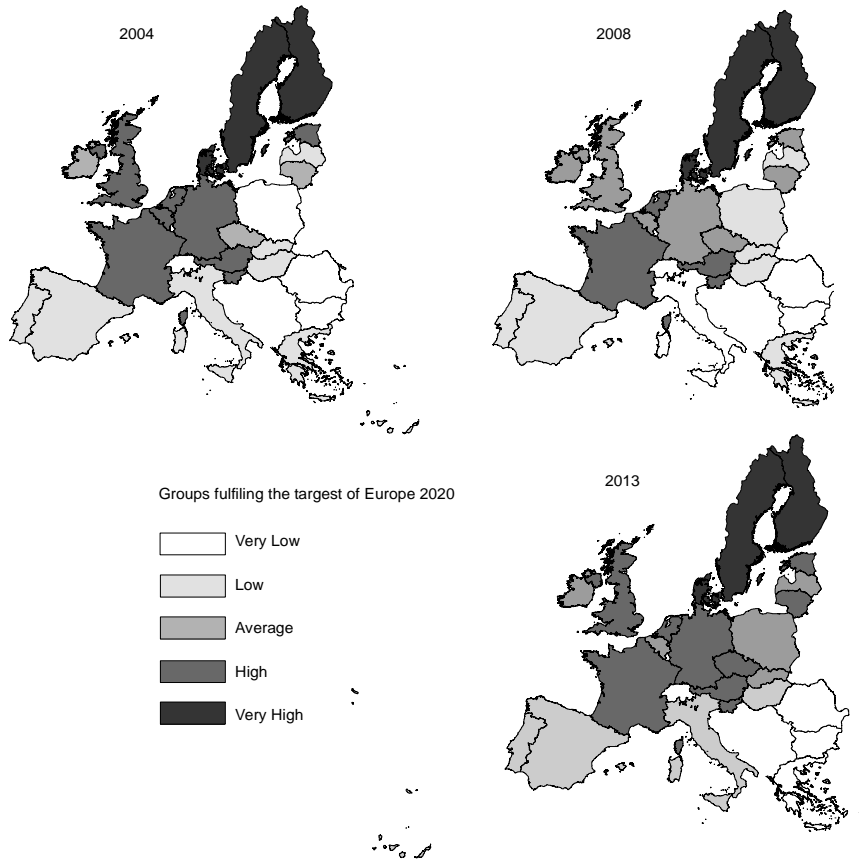 2004
2008
2013
Groups fulfiling the targest of Europe 2020
Very Low
Low
Average
High
Very High